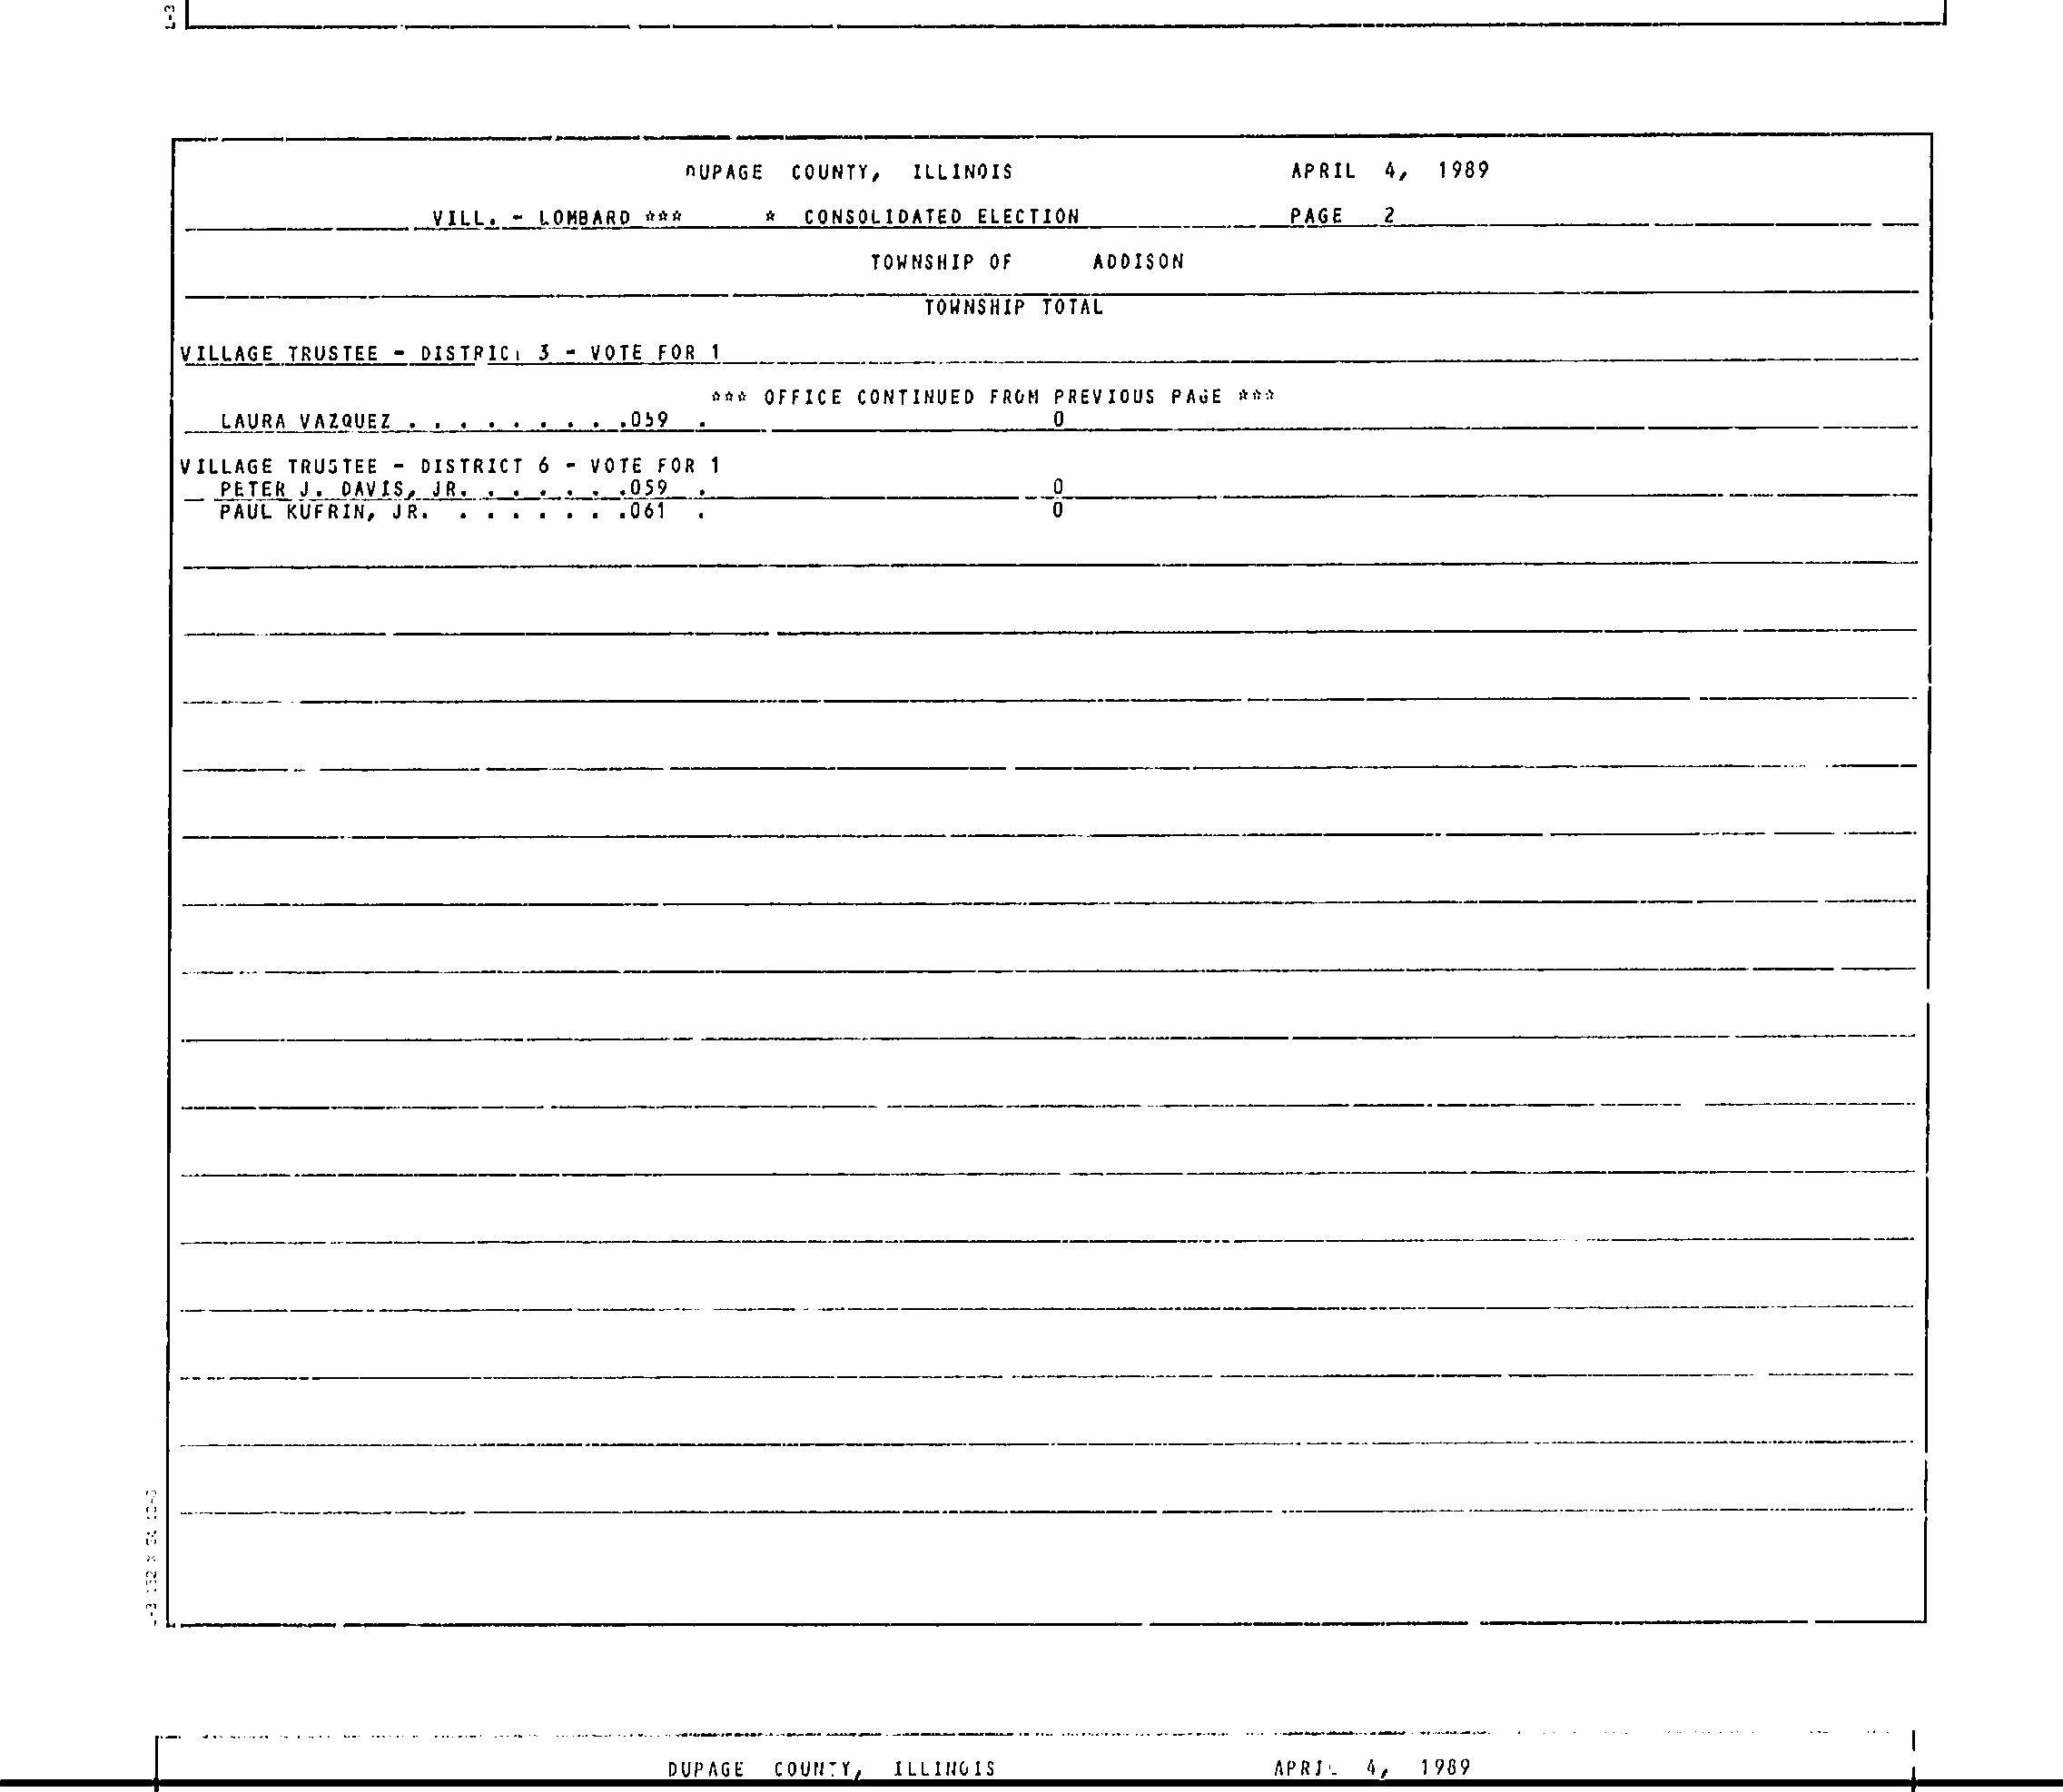 L-3
DUPAGE COUNTY, ILLINOIS APRIL 4, 1989
VILL. - LOMBARD *** * CONSOLIDATED ELECTION PAGE 2
TOWNSHIP OF ADDISON
TOWNSHIP TOTAL
VILLAGE TRUSTEE - DISTRICT 3 - VOTE FOR 1
*** OFFICE CONTINUED FROM PREVIOUS PAGE ***
LAURA VAZQUEZ . . . . . . . . .059 . 0
VILLAGE TRUSTEE - DISTRICT 6 - VOTE FOR 1
PETER J. DAVIS, JR. . . . . . .059 . 0
PAUL KUFRIN, JR. . . . . . . .061 . 0
DUPAGE COUNTY, ILLINOIS APRIL 4, 1989